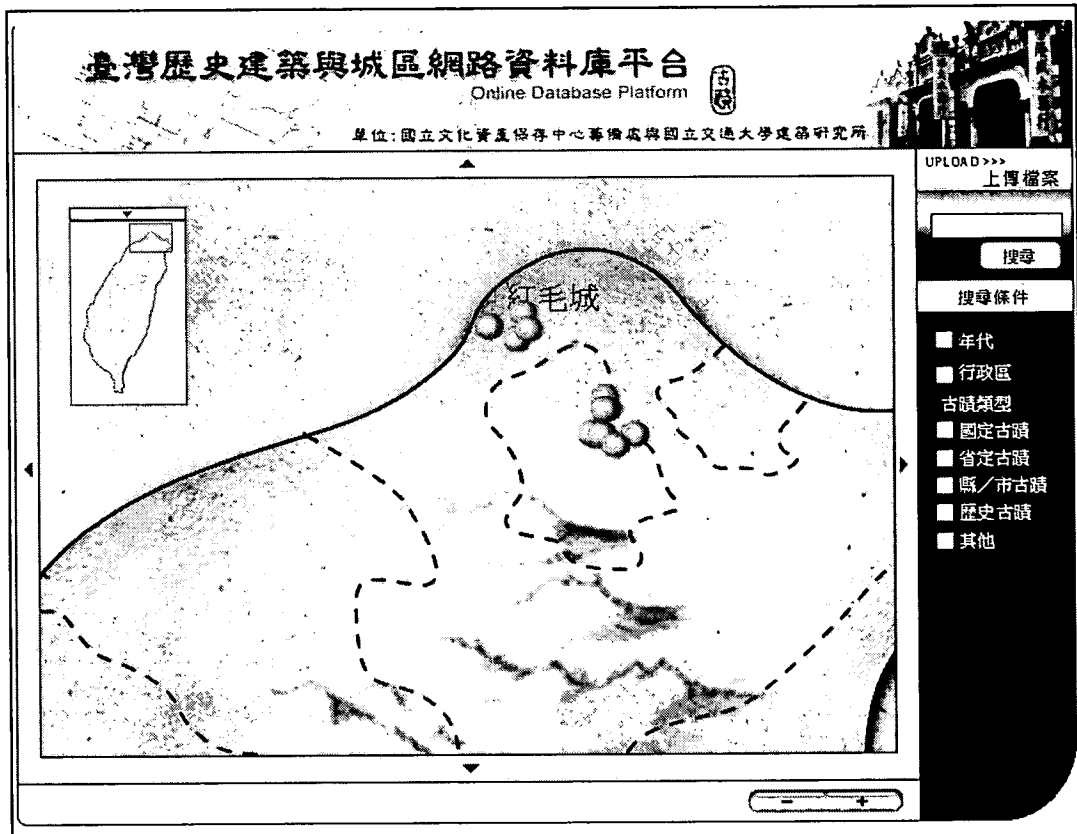 臺灣歷史建築與城區網路資料庫平台
Online Database Platform
古蹟
單位:國立文化資產保存中心籌備處與國立交通大學建築研究所
UPLOAD >>>
上傳檔案
搜尋
搜尋條件
年代
行政區
古蹟類型
國定古蹟
省定古蹟
縣／市古蹟
歷史古蹟
其他
紅毛城
- +